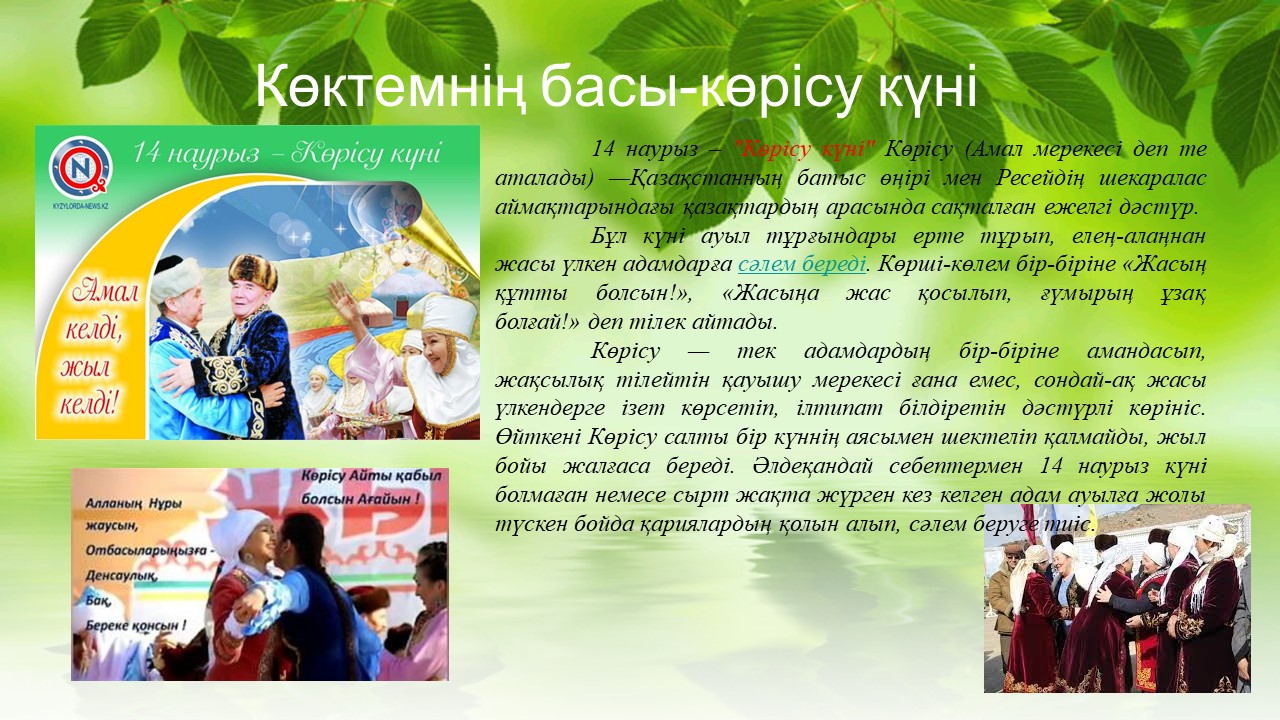 Көктемнің басы-көрісу күні
14 наурыз – Көрісу күні
KYZYLORDA-NEWS.KZ
Амал
келді,
жыл
келді!
14 наурыз – "Көрісу күні" Көрісу (Амал мерекесі деп те
аталады) —Қазақстанның батыс өңірі мен Ресейдің шекаралас
аймақтарындағы қазақтардың арасында сақталған ежелгі дәстүр.
Бұл күні ауыл тұрғындары ерте тұрып, елең-алаңнан
жасы үлкен адамдарға сәлем береді. Көрші-көлем бір-біріне «Жасың
құтты болсын!», «Жасыңа жас қосылып, ғүмырың ұзақ
болғай!» деп тілек айтады.
Көрісу — тек адамдардың бір-біріне амандасып,
жақсылық тілейтін қауышу мерекесі ғана емес, сондай-ақ жасы
үлкендерге ізет көрсетіп, ілтипат білдіретін дәстүрлі көрініс.
Өйткені Көрісу салты бір күннің аясымен шектеліп қалмайды, жыл
бойы жалғаса береді. Әлдеқандай себептермен 14 наурыз күні
болмаған немесе сырт жақта жүрген кез келген адам ауылға жолы
түскен бойда қариялардың қолын алып, сәлем беруге тиіс.
Көрісу Айты қабыл
болсын Ағайын !
Алланың Нұры
жаусын,
Отбасыларыңызға -
Денсаулық,
Бақ,
Береке қонсын !